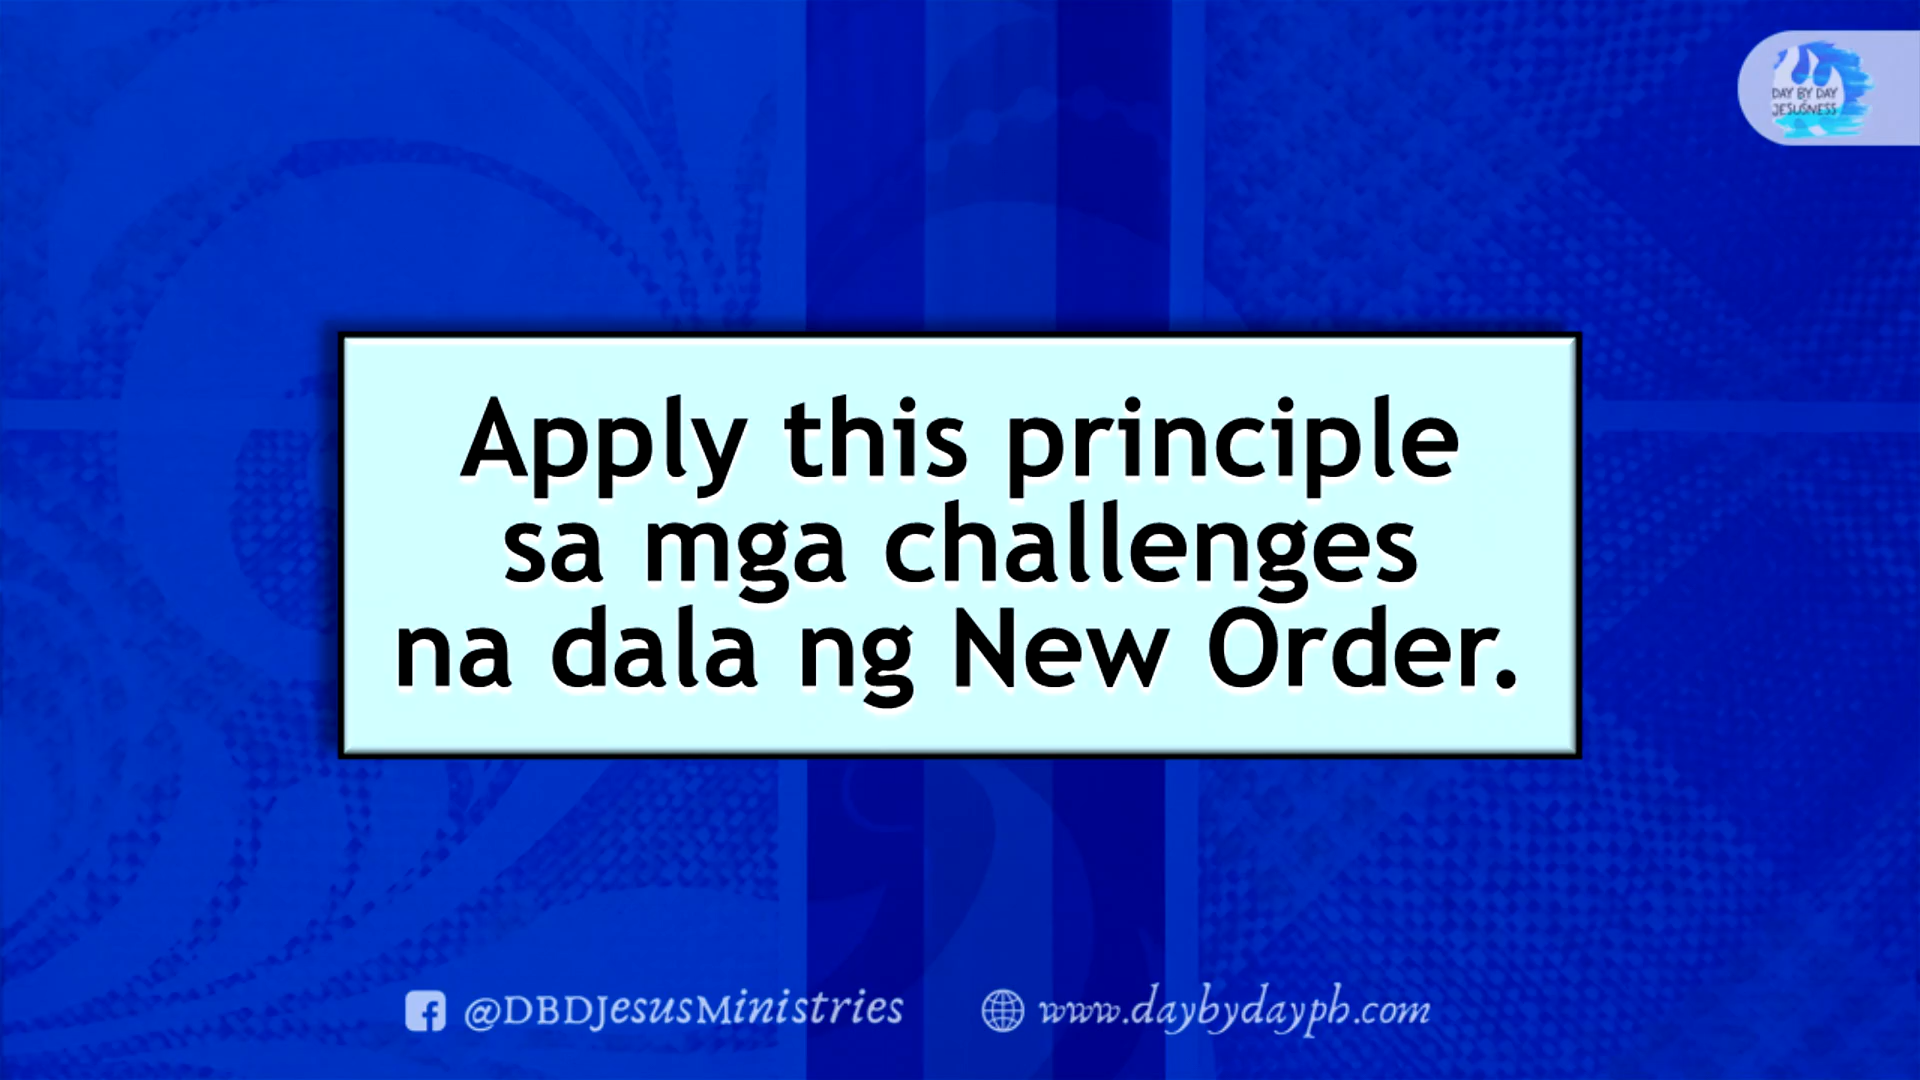 DAY BY DAY
JESUSNESS
Apply this principle
sa mga challenges
na dala ng New Order.
@DBDJesusMinistries
www.daybydayph.com